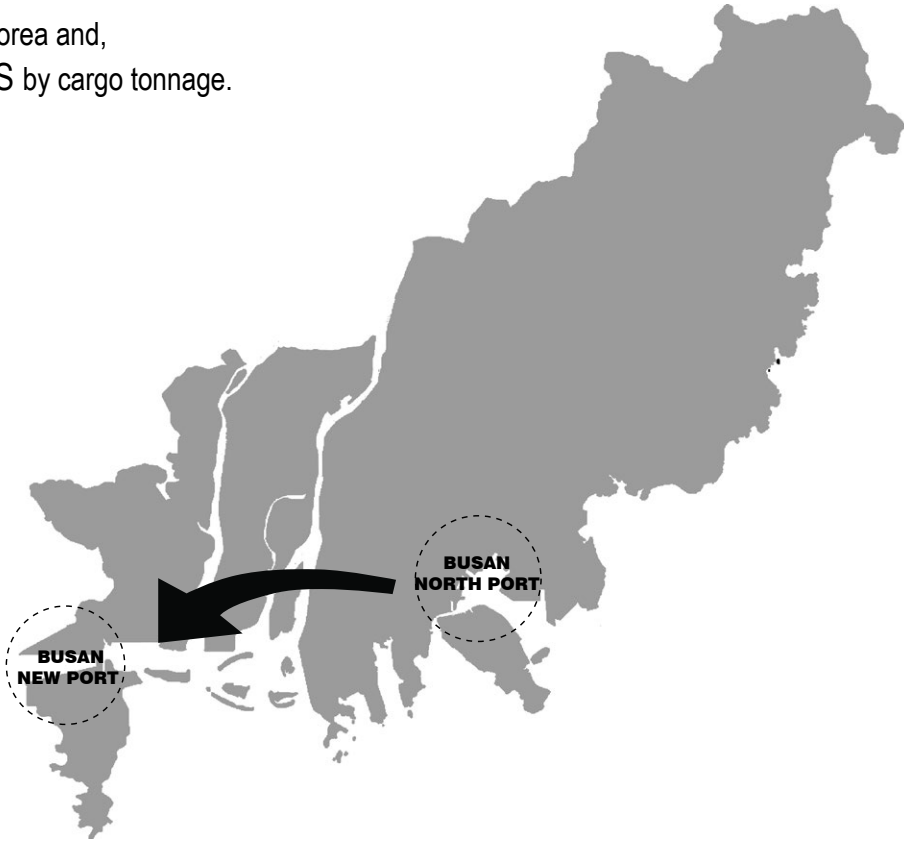 orea and,
S by cargo tonnage.
BUSAN
NORTH PORT
BUSAN
NEW PORT